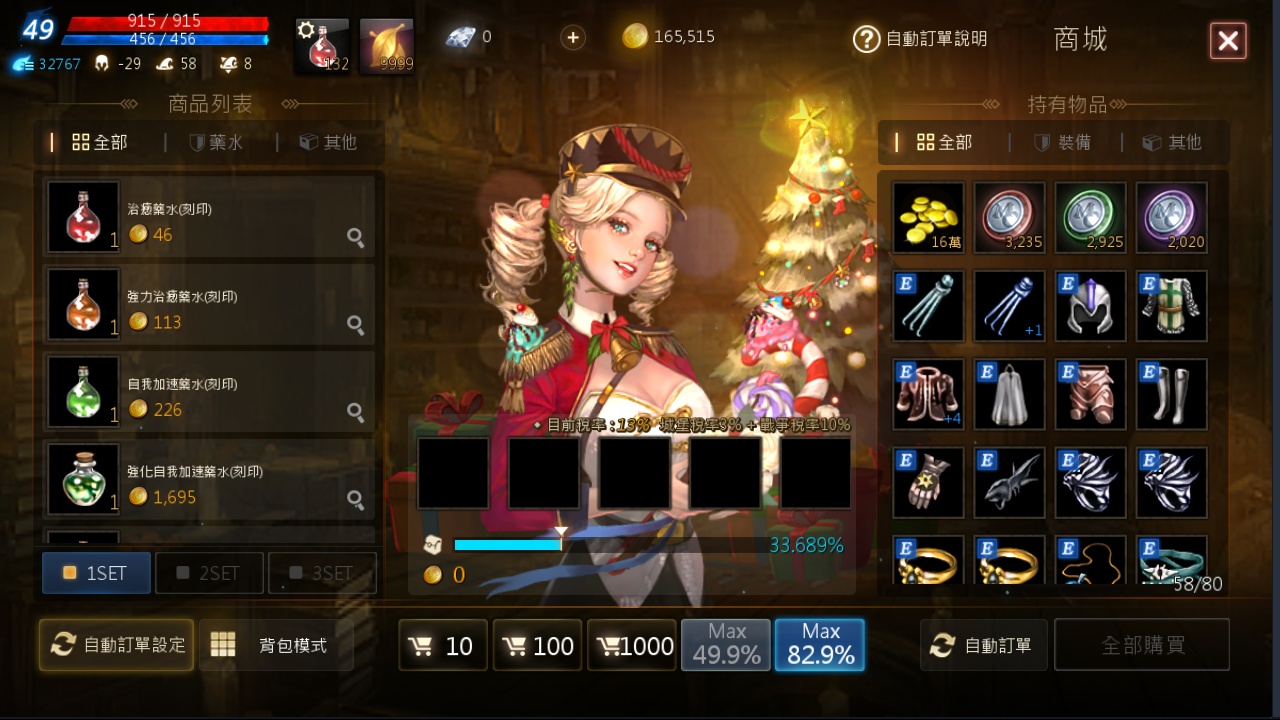 49
915 / 915
456 / 456
32767
-29
58
8
132
9999
0
165,515
自動訂單說明
商城
商品列表
全部
藥水
其他
治癒藥水(刻印)
1
46
強力治癒藥水(刻印)
1
113
自我加速藥水(刻印)
1
226
強化自我加速藥水(刻印)
1
1,695
1SET
2SET
3SET
自動訂單設定
背包模式
目前稅率 : 13% 城堡稅率3% + 戰爭稅率10%
33.689%
0
10
100
1000
Max
49.9%
Max
82.9%
持有物品
全部
裝備
其他
16萬
3,235
2,925
2,020
E
E
+1
E
E
E
+4
E
E
E
E
E
E
E
E
E
E
E
58/80
自動訂單
全部購買